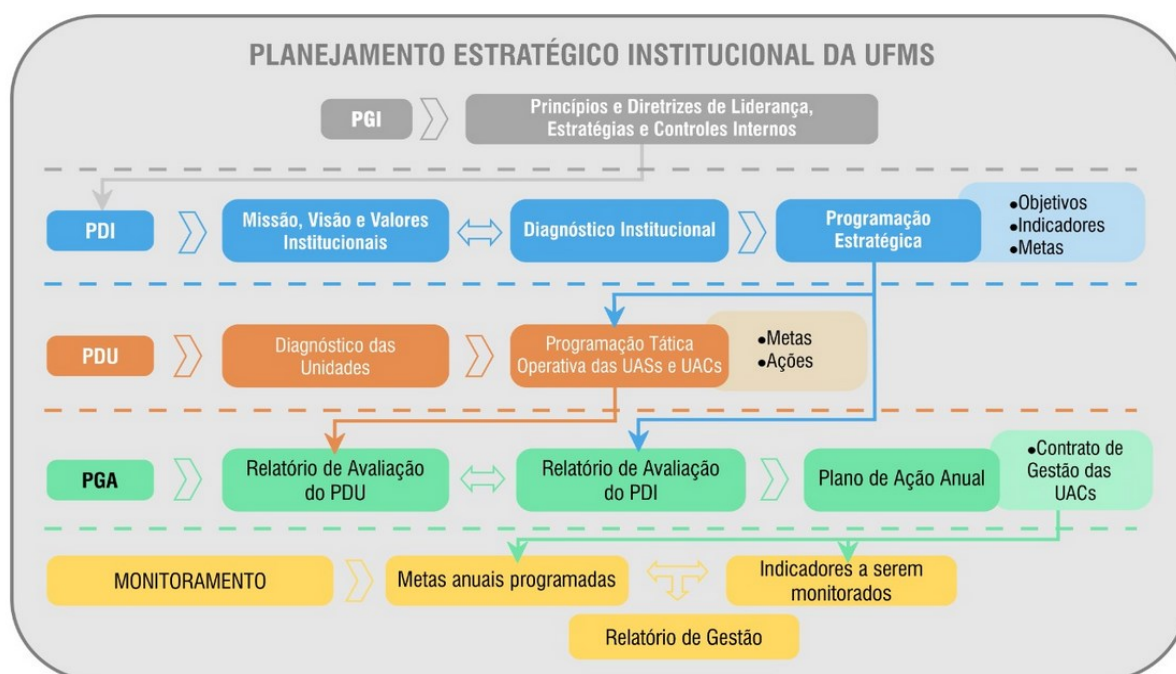 PLANEJAMENTO ESTRATÉGICO INSTITUCIONAL DA UFMS
PGI
Princípios e Diretrizes de Liderança,
Estratégias e Controles Internos
PDI
Missão, Visão e Valores
Institucionais
Diagnóstico Institucional
Programação
Estratégica
•Objetivos
•Indicadores
•Metas
PDU
Diagnóstico das
Unidades
Programação Tática
Operativa das UASs e UACs
•Metas
•Ações
PGA
Relatório de Avaliação
do PDU
Relatório de Avaliação
do PDI
Plano de Ação Anual
•Contrato de
Gestão das
UACs
MONITORAMENTO
Metas anuais programadas
Indicadores a serem
monitorados
Relatório de Gestão